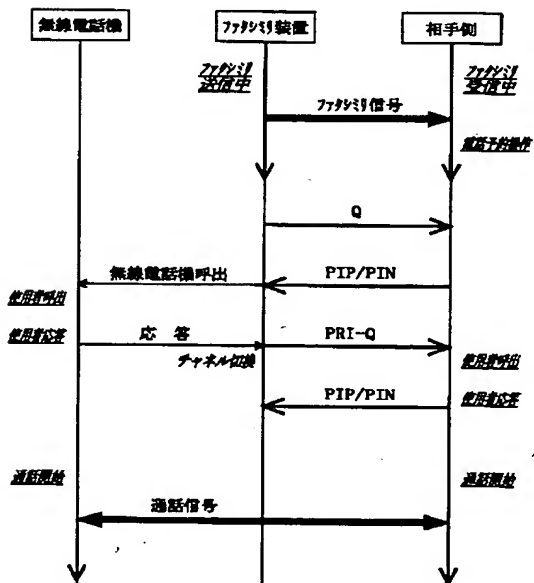 無線電話機
ファクシミリ装置
相手側
ファクシミリ
送信中
ファクシミリ
受信中
ファクシミリ信号
電話予約操作
Q
無線電話機呼出
PIP/PIN
使用者呼出
使用者応答
応 答
PRI-Q
チャネル切換
使用者呼出
PIP/PIN
使用者応答
通話開始
通話開始
通話信号